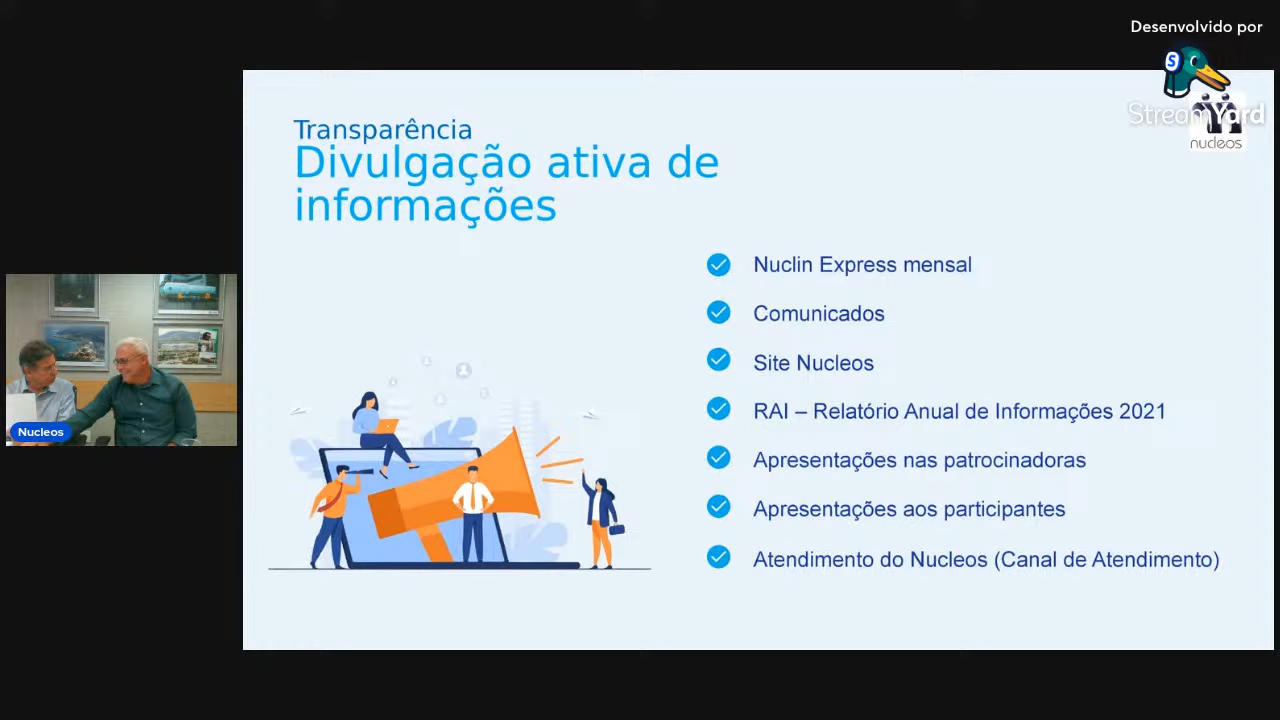 Desenvolvido por
S
StreamYard
nucleos
Transparência
Divulgação ativa de
informações
Nuclin Express mensal
Comunicados
Site Nucleos
RAI – Relatório Anual de Informações 2021
Apresentações nas patrocinadoras
Apresentações aos participantes
Atendimento do Nucleos (Canal de Atendimento)
Nucleos